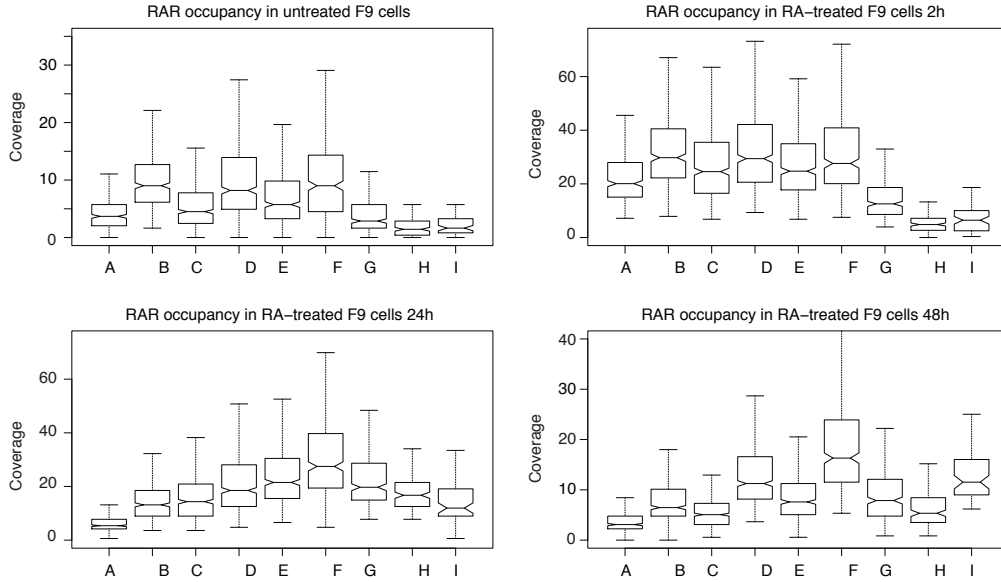 RAR occupancy in untreated F9 cells
Coverage
30
20
10
0
A B C D E F G H I
RAR occupancy in RA-treated F9 cells 2h
Coverage
60
40
20
0
A B C D E F G H I
RAR occupancy in RA-treated F9 cells 24h
Coverage
60
40
20
0
A B C D E F G H I
RAR occupancy in RA-treated F9 cells 48h
Coverage
40
30
20
10
0
A B C D E F G H I